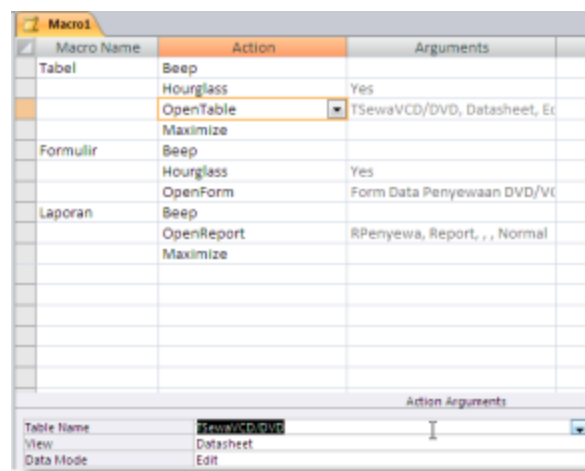 Macro1
Macro Name Action Arguments
Tabel Beep
Hourglass Yes
OpenTable TSewaVCD/DVD, Datasheet, Ed
Maximize
Formulir Beep
Hourglass Yes
OpenForm Form Data Penyewaan DVD/VC
Laporan Beep
OpenReport RPenyewa, Report, , , Normal
Maximize
Action Arguments
Table Name TSewaVCD/DVD
View Datasheet
Data Mode Edit